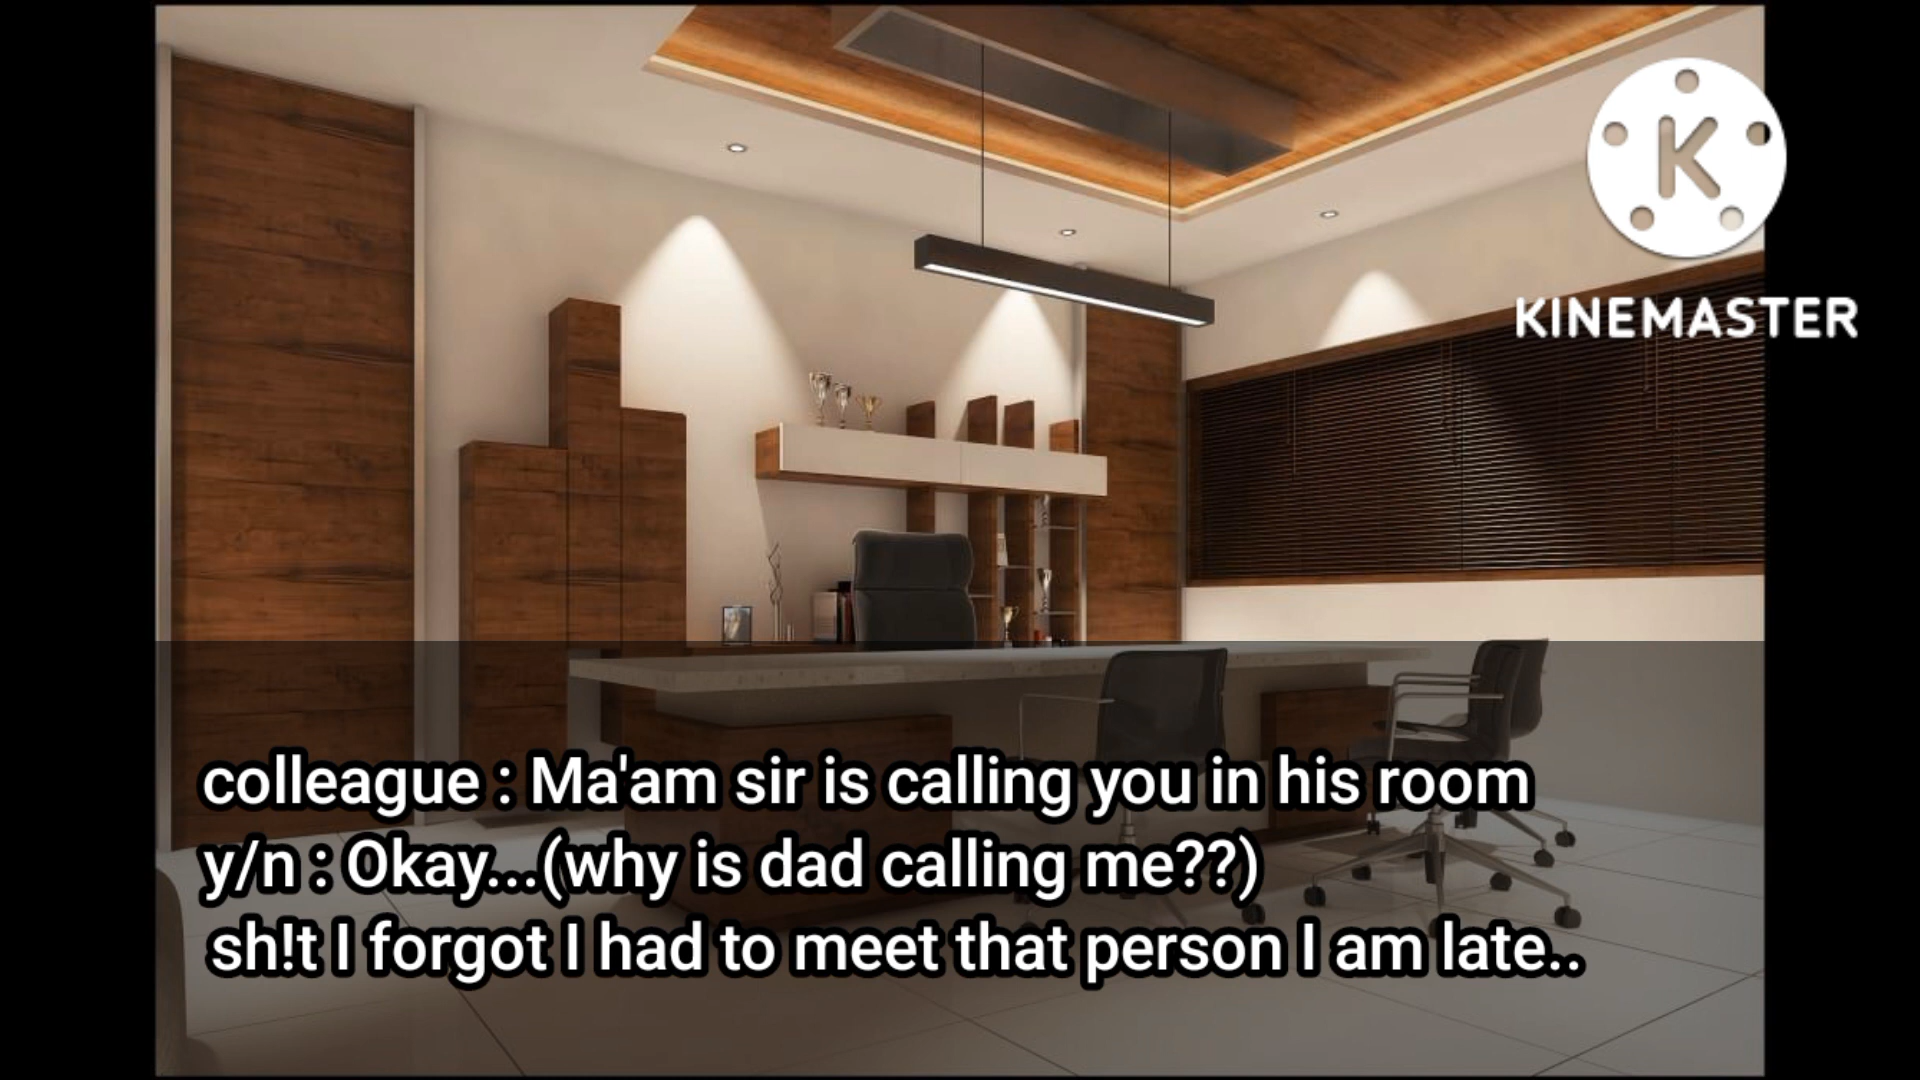 K
KINEMASTER
colleague : Ma'am sir is calling you in his room
y/n : Okay...(why is dad calling me??)
sh!t I forgot I had to meet that person I am late..